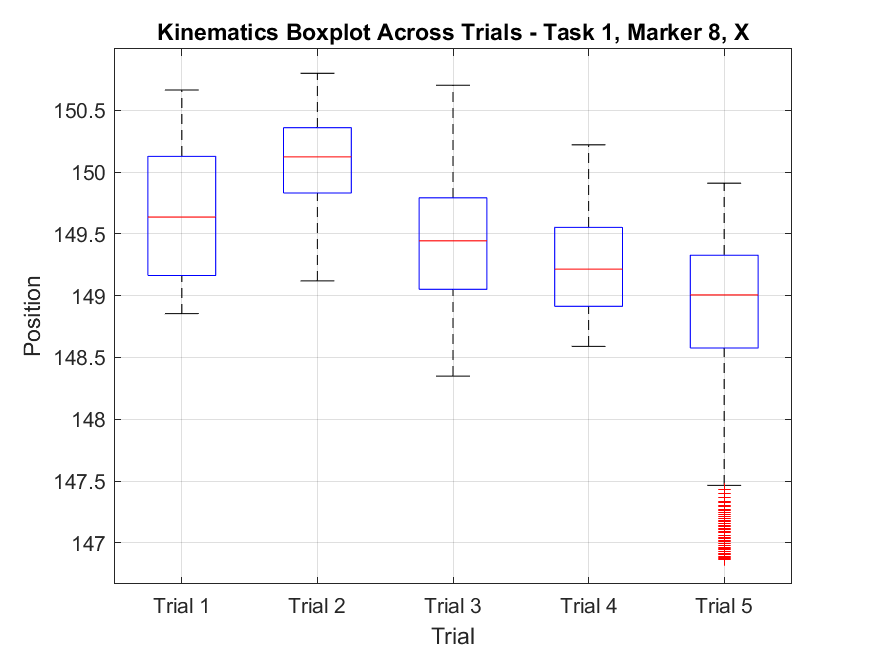 Kinematics Boxplot Across Trials - Task 1, Marker 8, X
150.5
150
149.5
149
148.5
148
147.5
147
Position
Trial 1 Trial 2 Trial 3 Trial 4 Trial 5
Trial